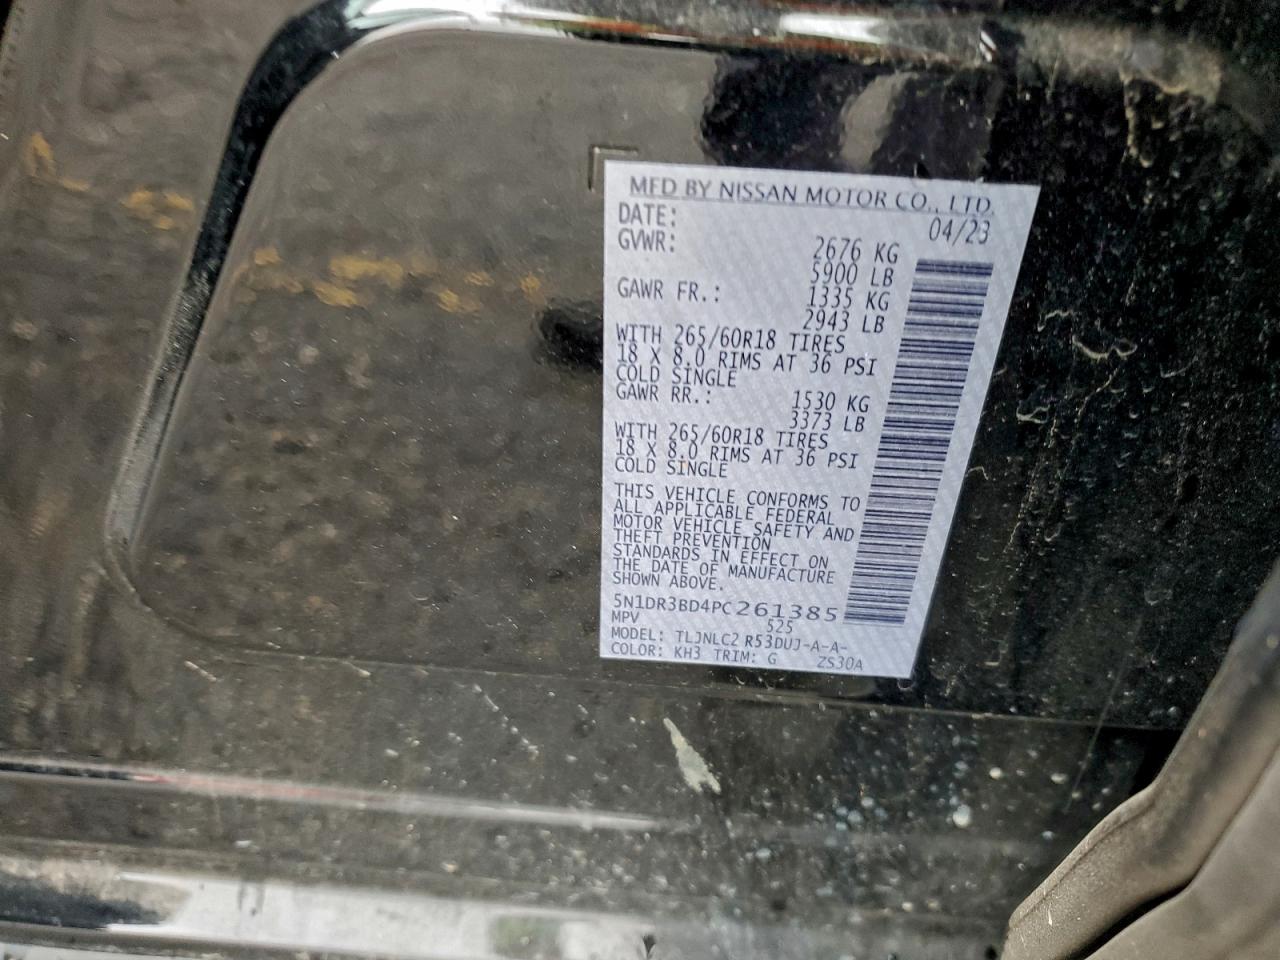 MFD BY NISSAN MOTOR CO., LTD.
DATE: 04/23
GVWR: 2676 KG
5900 LB
GAWR FR.: 1335 KG
2943 LB
WITH 265/60R18 TIRES
18 X 8.0 RIMS AT 36 PSI
COLD SINGLE
GAWR RR.: 1530 KG
3373 LB
WITH 265/60R18 TIRES
18 X 8.0 RIMS AT 36 PSI
COLD SINGLE
THIS VEHICLE CONFORMS TO
ALL APPLICABLE FEDERAL
MOTOR VEHICLE SAFETY AND
THEFT PREVENTION
STANDARDS IN EFFECT ON
THE DATE OF MANUFACTURE
SHOWN ABOVE.
5N1DR3BD4PC261385
MPV 525
MODEL: TLJNLC2 R53DUJ-A-A-
COLOR: KH3 TRIM: G ZS30A